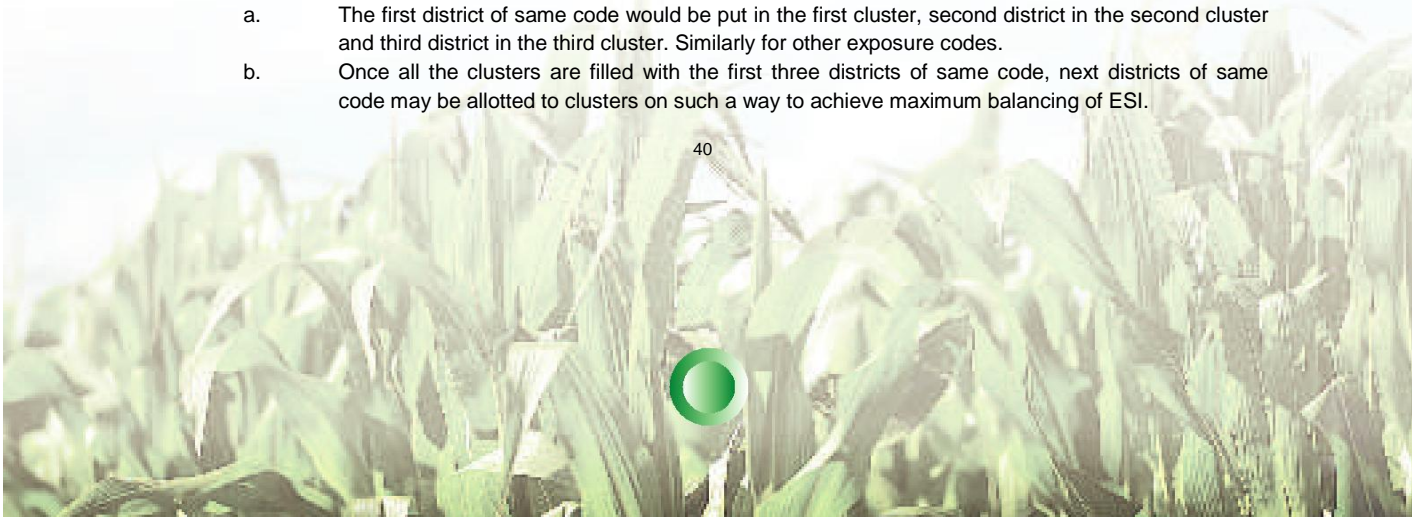 a. The first district of same code would be put in the first cluster, second district in the second cluster
and third district in the third cluster. Similarly for other exposure codes.
b. Once all the clusters are filled with the first three districts of same code, next districts of same
code may be allotted to clusters on such a way to achieve maximum balancing of ESI.
40